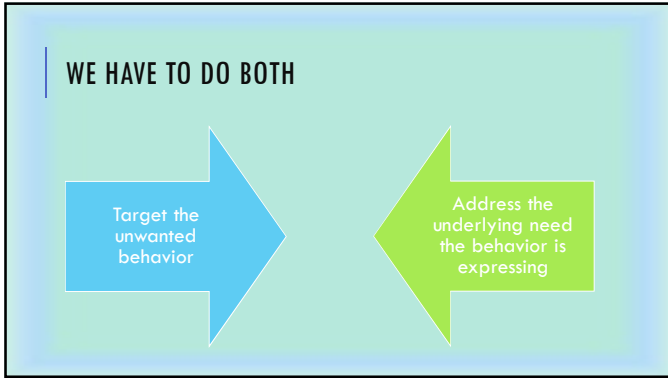 WE HAVE TO DO BOTH
Target the
unwanted
behavior
Address the
underlying need
the behavior is
expressing